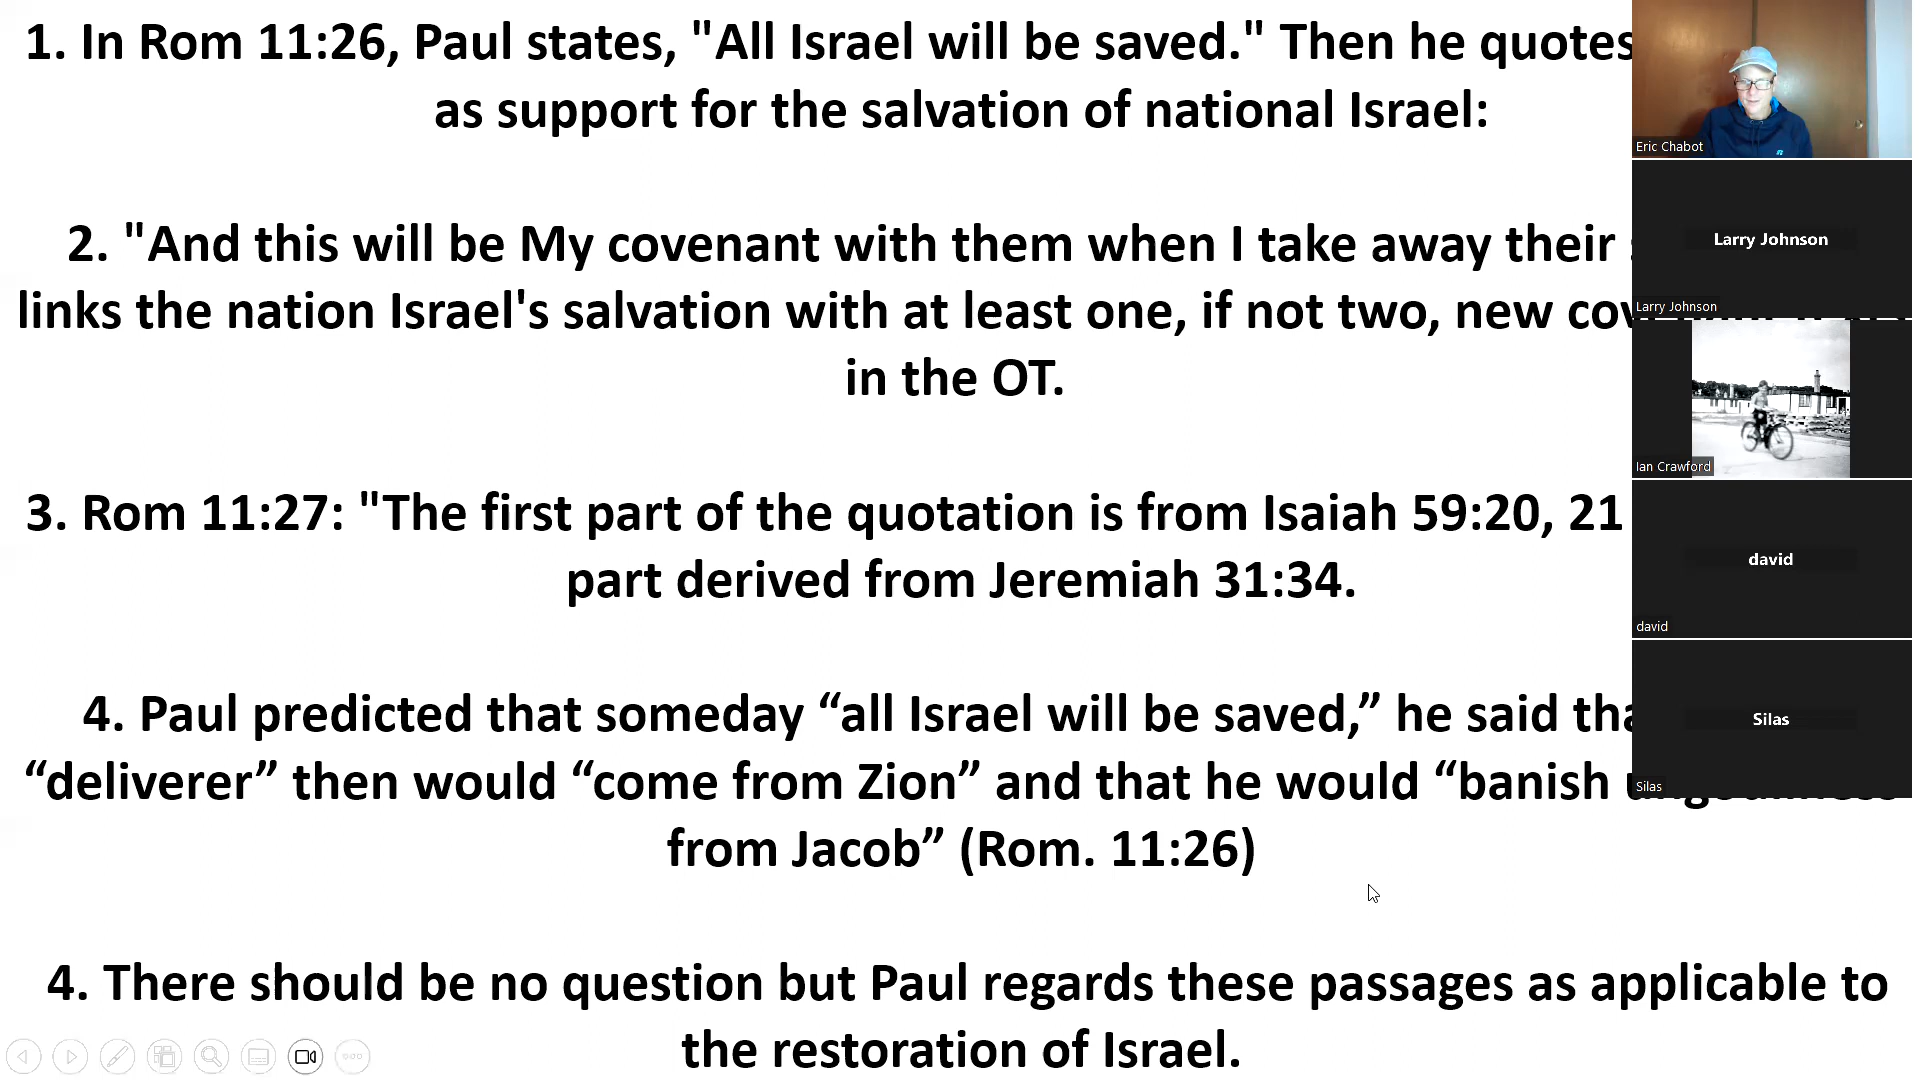 1. In Rom 11:26, Paul states, "All Israel will be saved." Then he quotes
as support for the salvation of national Israel:
2. "And this will be My covenant with them when I take away their
links the nation Israel's salvation with at least one, if not two, new
in the OT.
3. Rom 11:27: "The first part of the quotation is from Isaiah 59:20, 21
part derived from Jeremiah 31:34.
4. Paul predicted that someday “all Israel will be saved,” he said
“deliverer” then would “come from Zion” and that he would “banish
from Jacob” (Rom. 11:26)
4. There should be no question but Paul regards these passages as applicable to
the restoration of Israel.
Eric Chabot
Larry Johnson
Larry Johnson
Ian Crawford
david
david
Silas
Silas